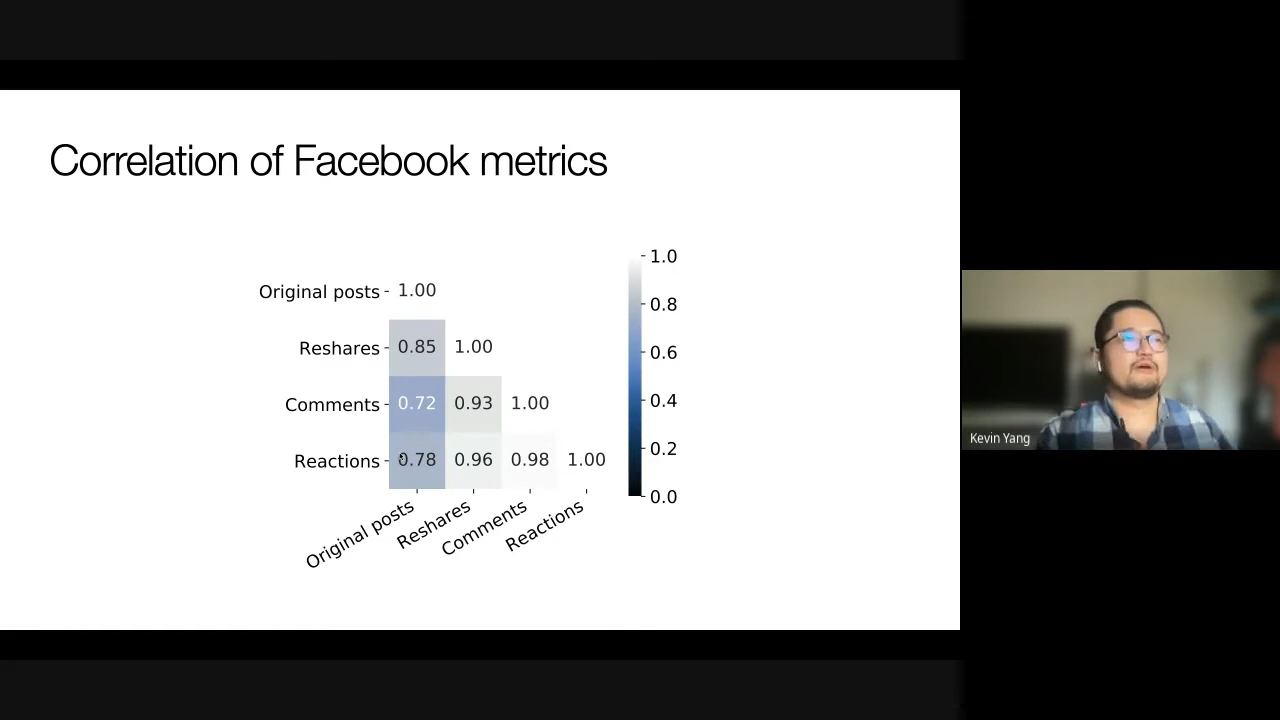 Correlation of Facebook metrics
1.0
Original posts - 1.00
0.8
Reshares - 0.85 1.00
0.6
Comments - 0.72 0.93 1.00
0.4
0.2
Reactions - 0.78 0.96 0.98 1.00
0.0
Original posts
Reshares
Comments
Reactions
Kevin Yang